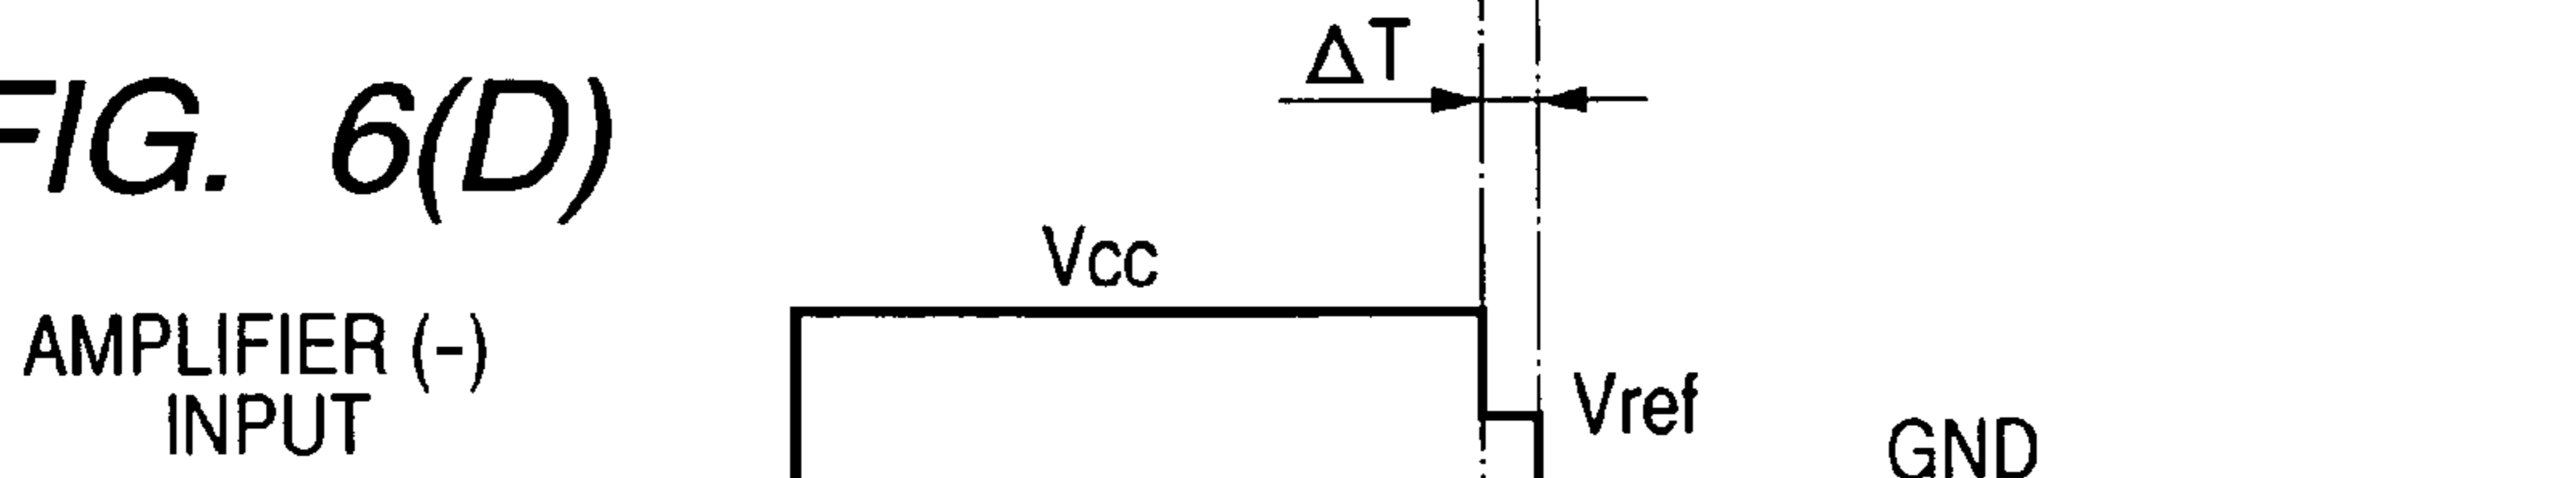 ΔT
FIG. 6(D)
Vcc
AMPLIFIER (-)
INPUT
Vref
GND